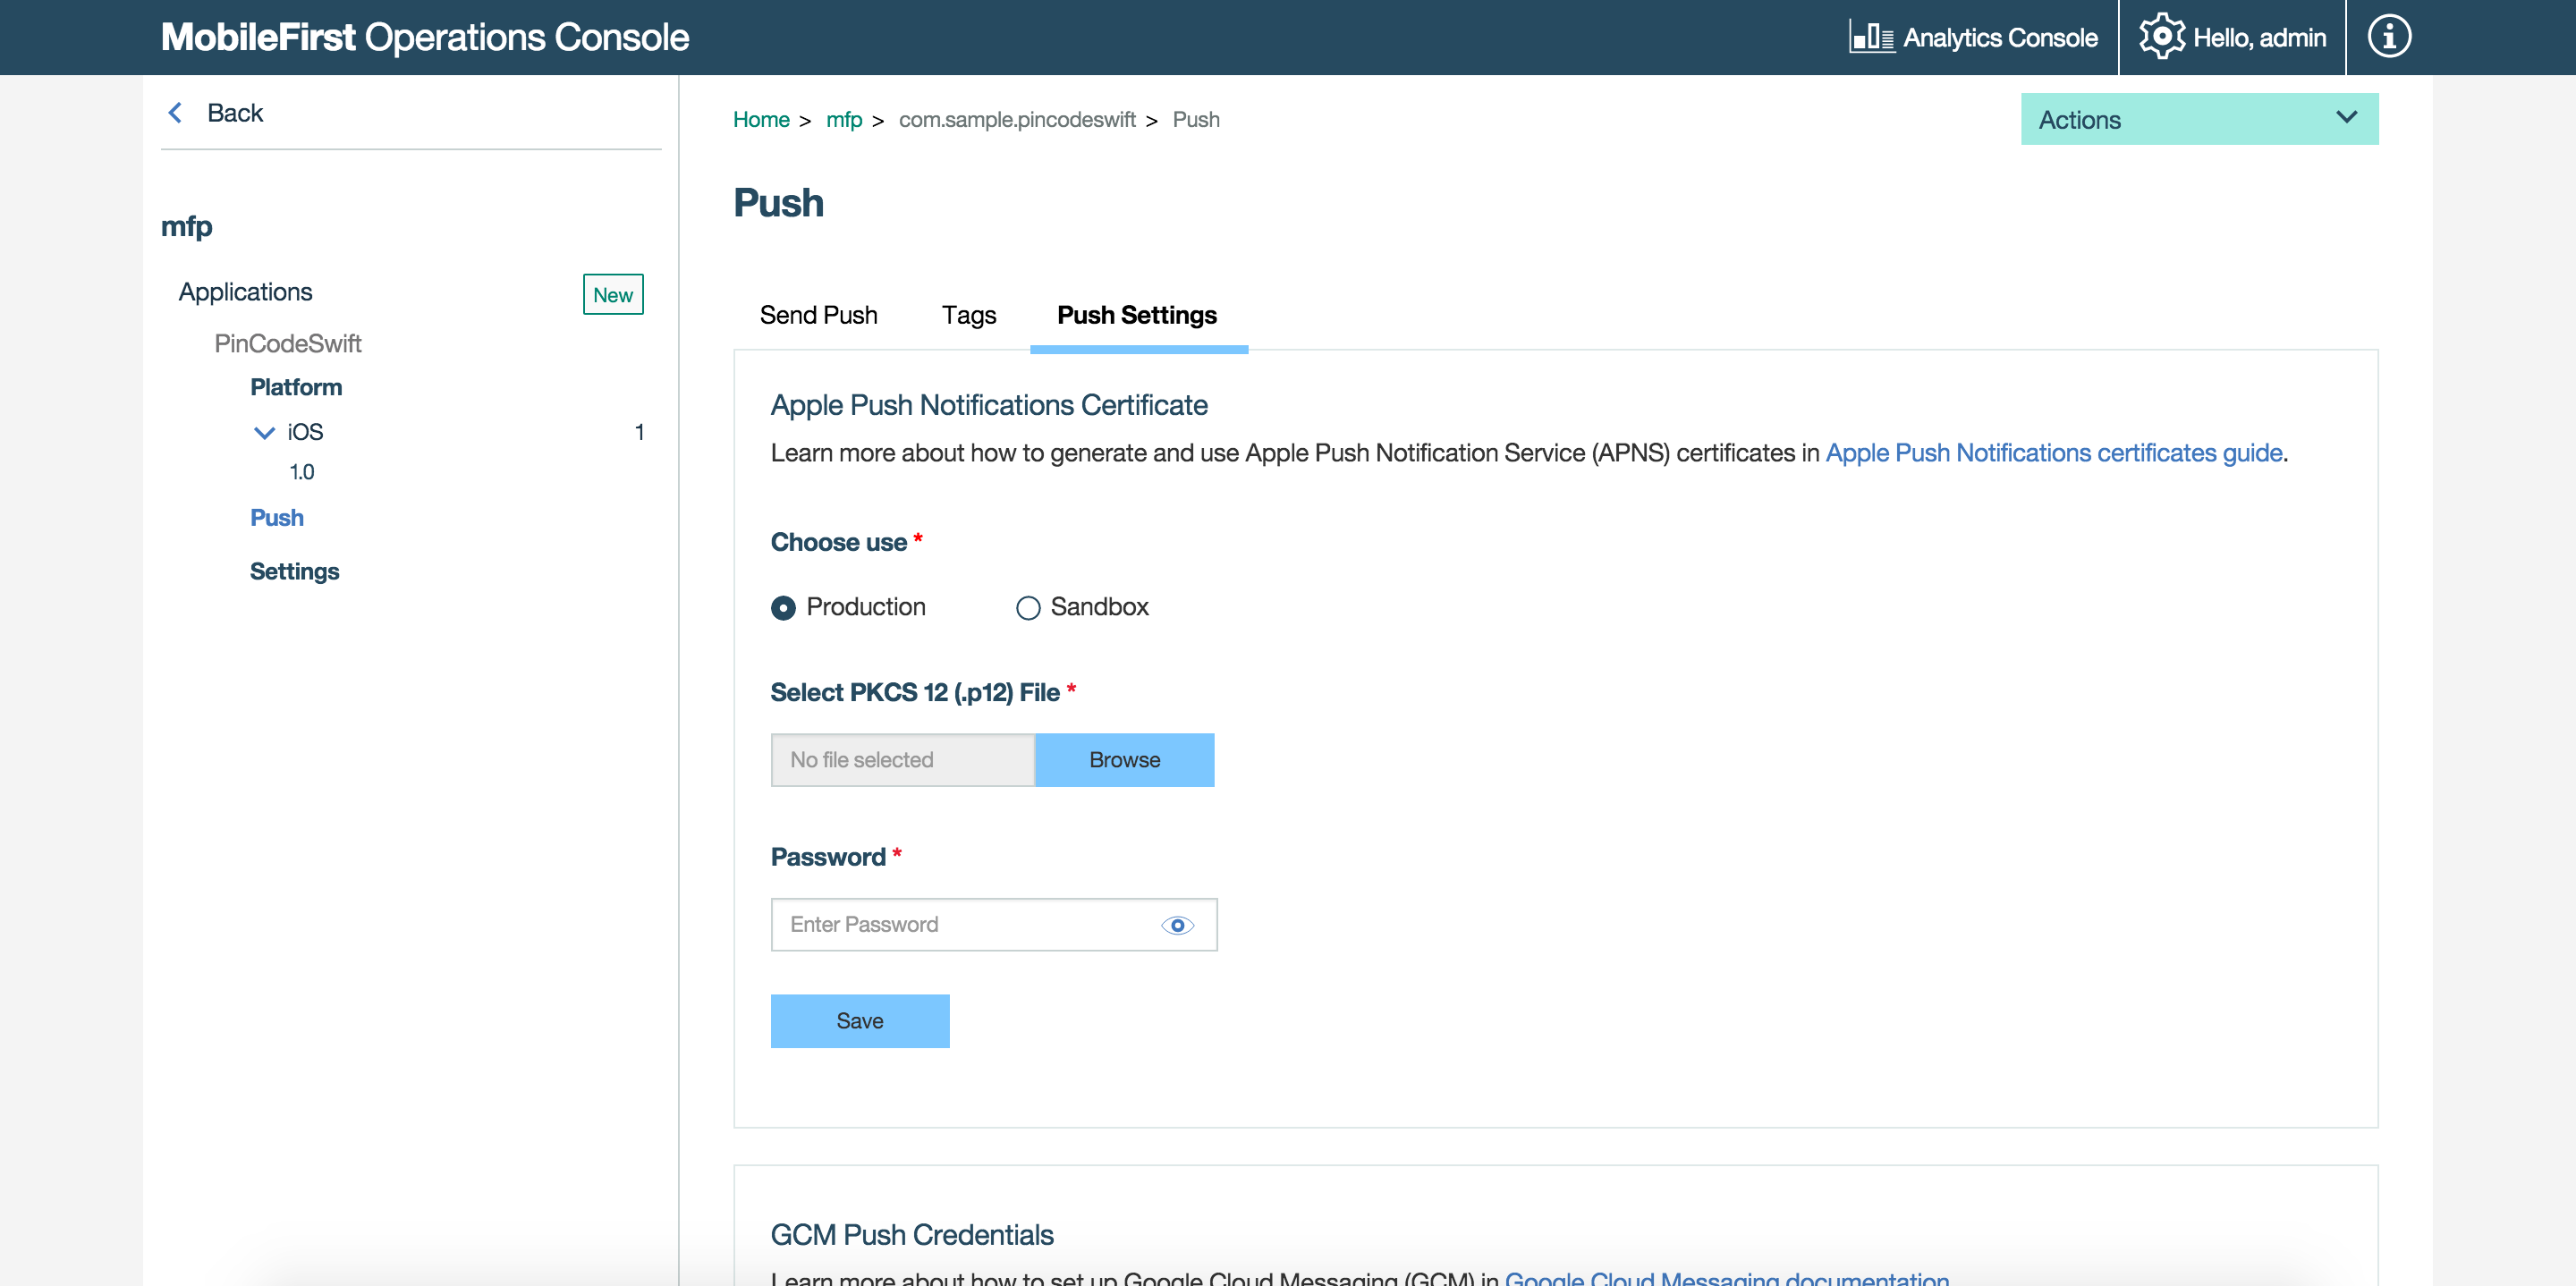 MobileFirst Operations Console
Analytics Console
Hello, admin
Back
Home > mfp > com.sample.pincodeswift > Push
Actions
Push
mfp
Applications
New
PinCodeSwift
Platform
iOS 1
1.0
Push
Settings
Send Push Tags Push Settings
Apple Push Notifications Certificate
Learn more about how to generate and use Apple Push Notification Service (APNS) certificates in Apple Push Notifications certificates guide.
Choose use *
Production Sandbox
Select PKCS 12 (.p12) File *
No file selected Browse
Password *
Enter Password
Save
GCM Push Credentials
Learn more about how to set up Google Cloud Messaging (GCM) in Google Cloud Messaging documentation